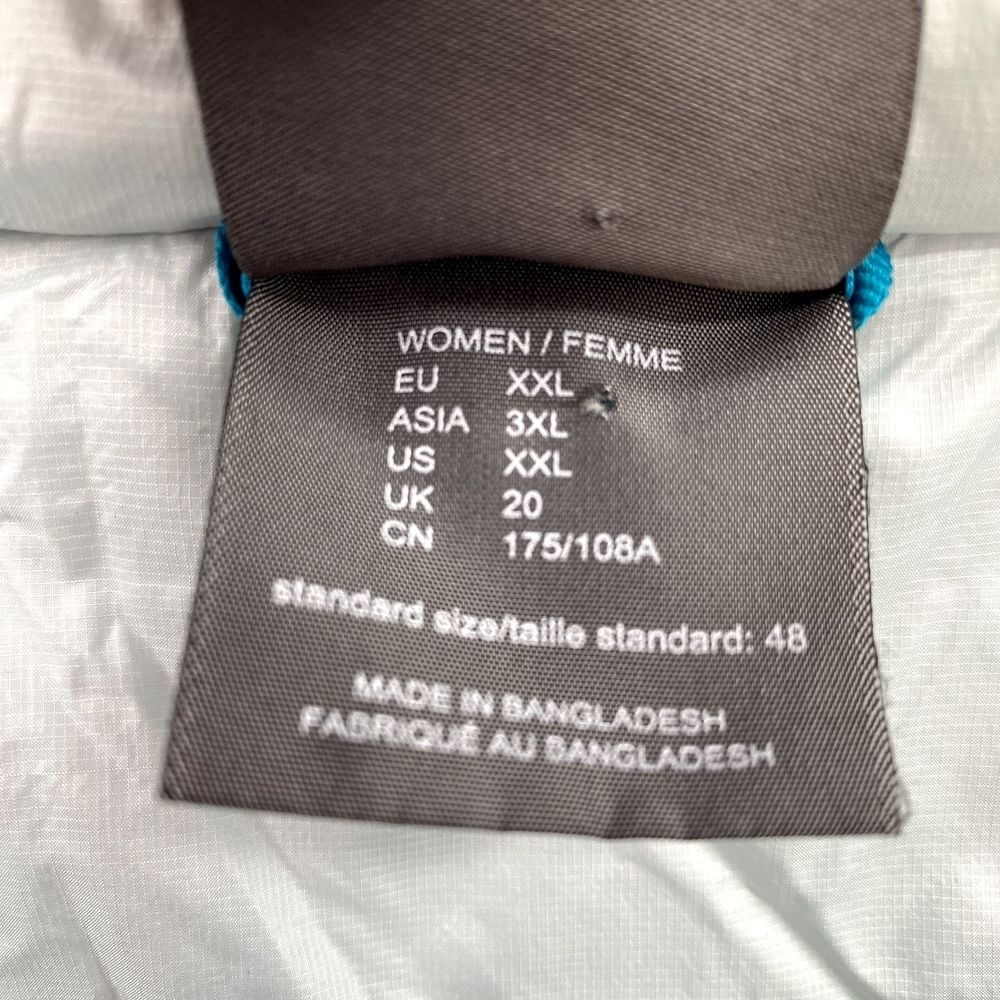 WOMEN / FEMME
EU XXL
ASIA 3XL
US XXL
UK 20
CN 175/108A
standard size/taille standard: 48
MADE IN BANGLADESH
FABRIQUÉ AU BANGLADESH